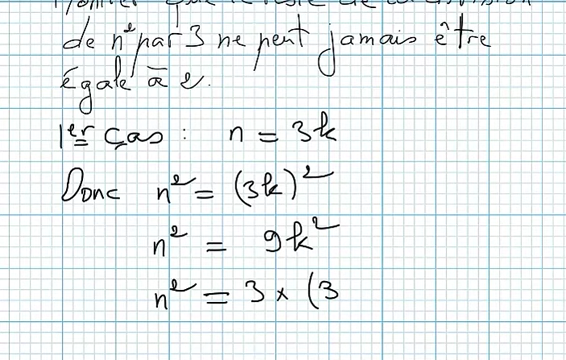 de n² par 3 ne peut jamais être
égale à 2.
1er cas : n = 3k
Donc n² = (3k)²
n² = 9k²
n² = 3 × (3